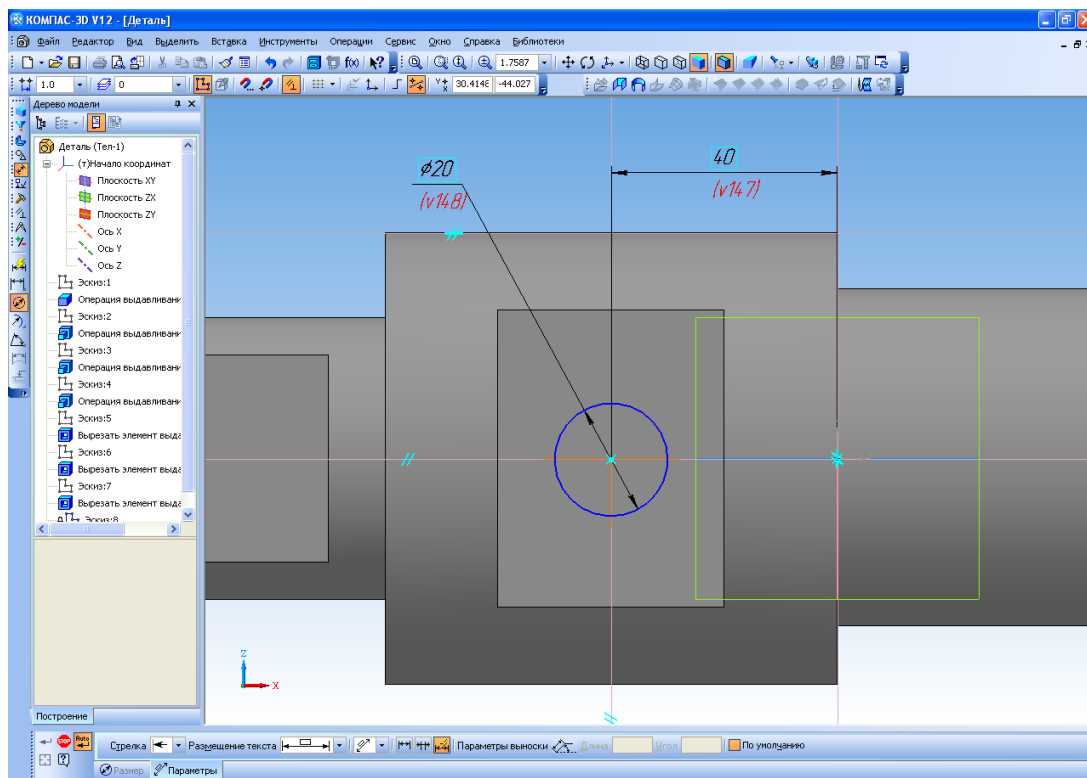 КОМПАС-3D V12 - [Деталь]
Файл Редактор Вид Выделить Вставка Инструменты Операции Сервис Окно Справка Библиотеки
1.7587
1.0 0 30.4148 -44.027
Дерево модели
Деталь (Тел-1)
(т)Начало координат
Плоскость XY
Плоскость ZX
Плоскость ZY
Ось X
Ось Y
Ось Z
Эскиз:1
Операция выдавливани
Эскиз:2
Операция выдавливани
Эскиз:3
Операция выдавливани
Эскиз:4
Операция выдавливани
Эскиз:5
Вырезать элемент выда
Эскиз:6
Вырезать элемент выда
Эскиз:7
Вырезать элемент выда
Эскиз:8
ϕ20
(v148)
40
(v147)
Z
X
Построение
STOP Auto Стрелка Размещение текста Параметры выноски Длина Угол По умолчанию
Размер Параметры